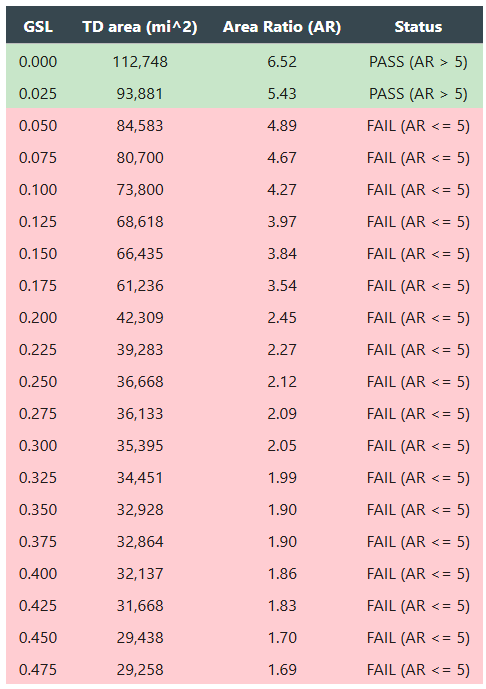 GSL TD area (mi^2) Area Ratio (AR) Status
0.000 112,748 6.52 PASS (AR > 5)
0.025 93,881 5.43 PASS (AR > 5)
0.050 84,583 4.89 FAIL (AR <= 5)
0.075 80,700 4.67 FAIL (AR <= 5)
0.100 73,800 4.27 FAIL (AR <= 5)
0.125 68,618 3.97 FAIL (AR <= 5)
0.150 66,435 3.84 FAIL (AR <= 5)
0.175 61,236 3.54 FAIL (AR <= 5)
0.200 42,309 2.45 FAIL (AR <= 5)
0.225 39,283 2.27 FAIL (AR <= 5)
0.250 36,668 2.12 FAIL (AR <= 5)
0.275 36,133 2.09 FAIL (AR <= 5)
0.300 35,395 2.05 FAIL (AR <= 5)
0.325 34,451 1.99 FAIL (AR <= 5)
0.350 32,928 1.90 FAIL (AR <= 5)
0.375 32,864 1.90 FAIL (AR <= 5)
0.400 32,137 1.86 FAIL (AR <= 5)
0.425 31,668 1.83 FAIL (AR <= 5)
0.450 29,438 1.70 FAIL (AR <= 5)
0.475 29,258 1.69 FAIL (AR <= 5)